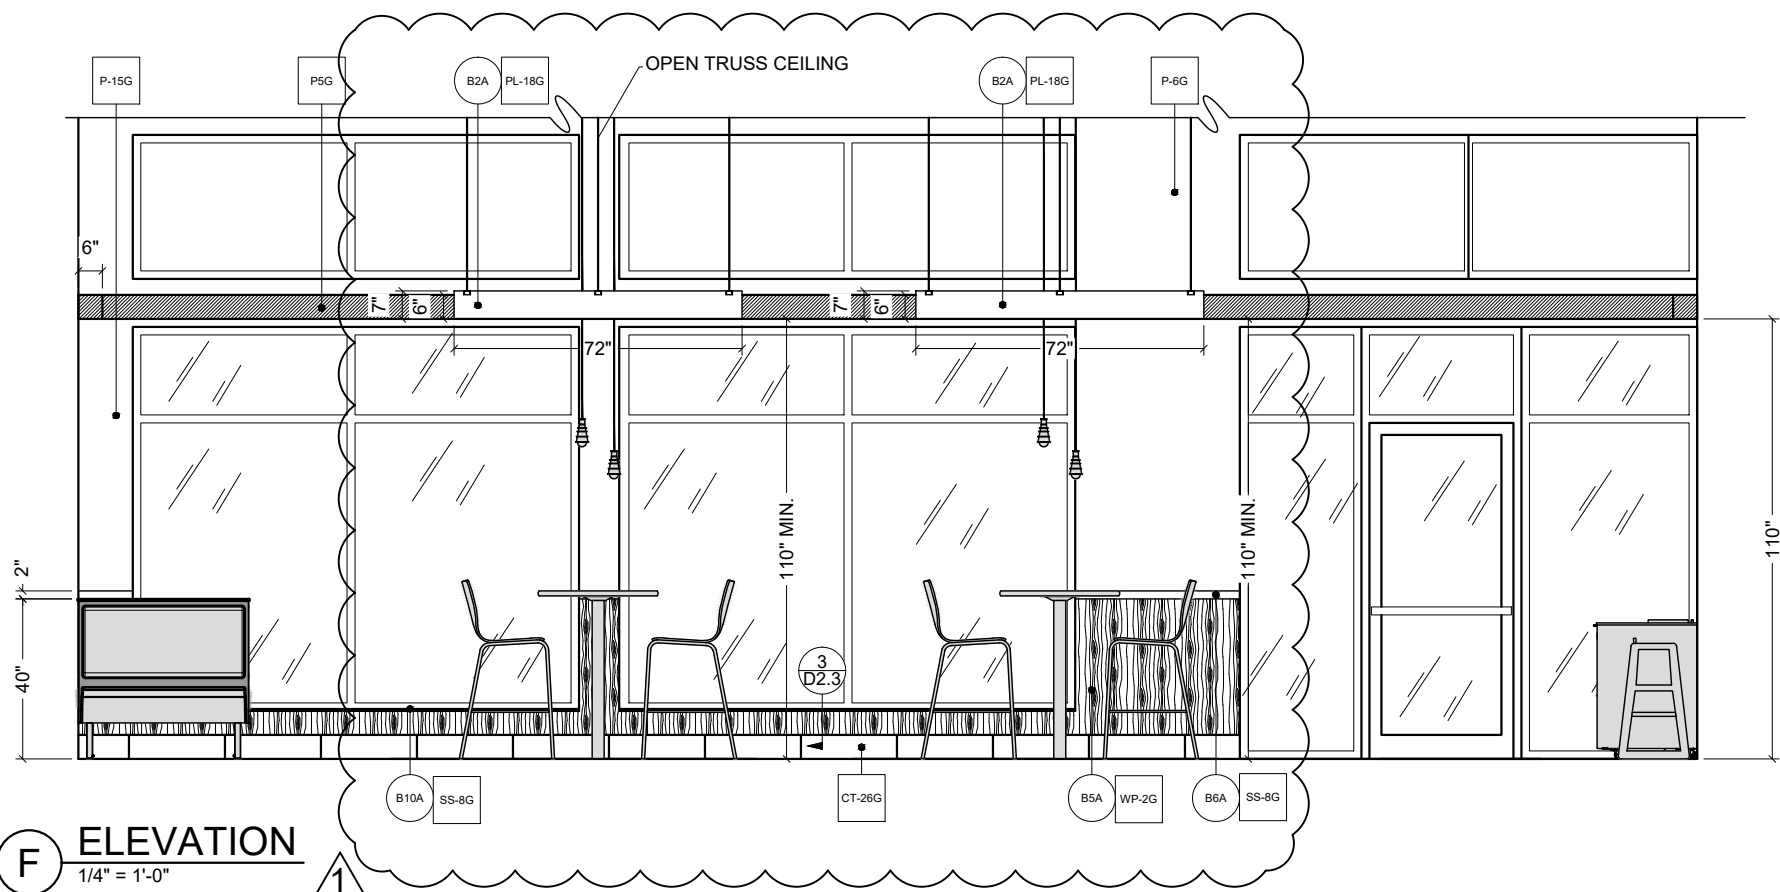 OPEN TRUSS CEILING
P-15G
P5G
B2A
PL-18G
B2A
PL-18G
P-6G
6"
7"
6"
7"
6"
72"
72"
110" MIN.
110" MIN.
110"
2"
40"
3
D2.3
B10A
SS-8G
CT-26G
B5A
WP-2G
B6A
SS-8G
F
ELEVATION
1/4" = 1'-0"
1